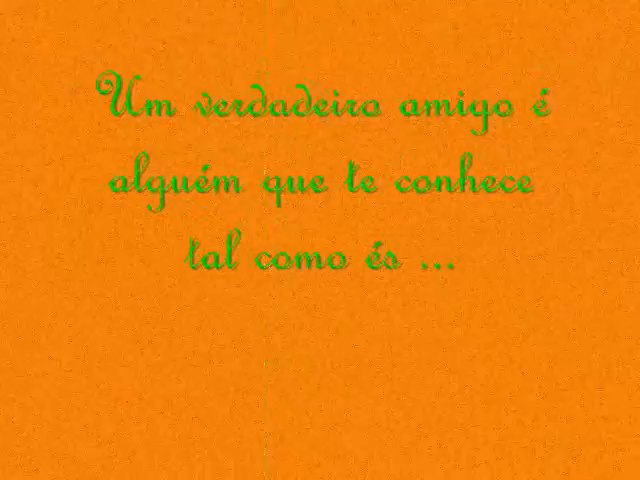 Um verdadeiro amigo é
alguém que te conhece
tal como és ...